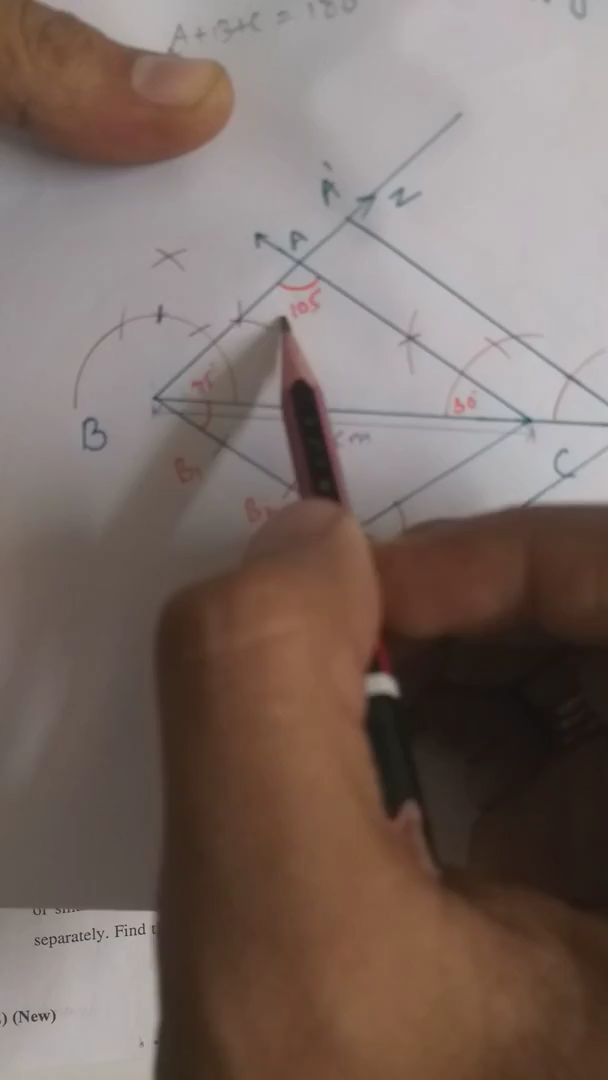 A+B+C = 180
A'
N
A
105
30°
B
cm
C
B₁
B₂
separately. Find t
) (New)